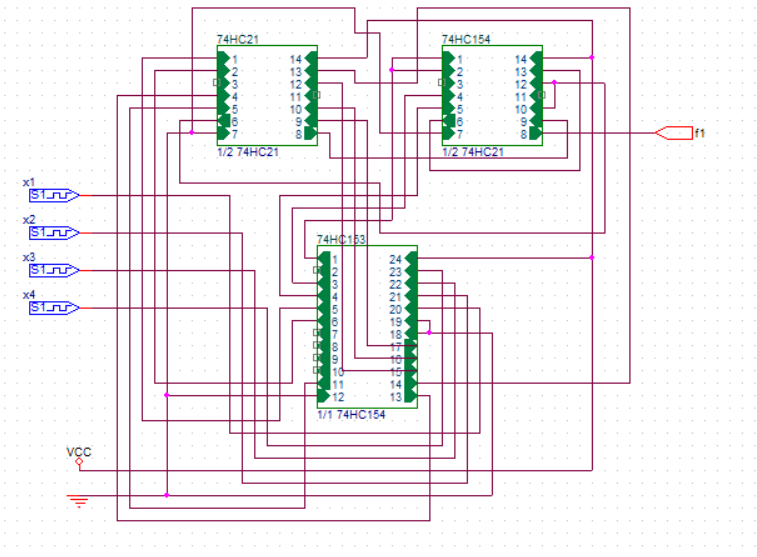 74HC21
1 14
2 13
3 12
4 11
5 10
6 9
7 8
1/2 74HC21
74HC154
1 14
2 13
3 12
4 11
5 10
6 9
7 8
1/2 74HC21
f1
x1
S1
x2
S1
x3
S1
x4
S1
74HC153
1 24
2 23
3 22
4 21
5 20
6 19
7 18
8 17
9 16
10 15
11 14
12 13
1/1 74HC154
VCC